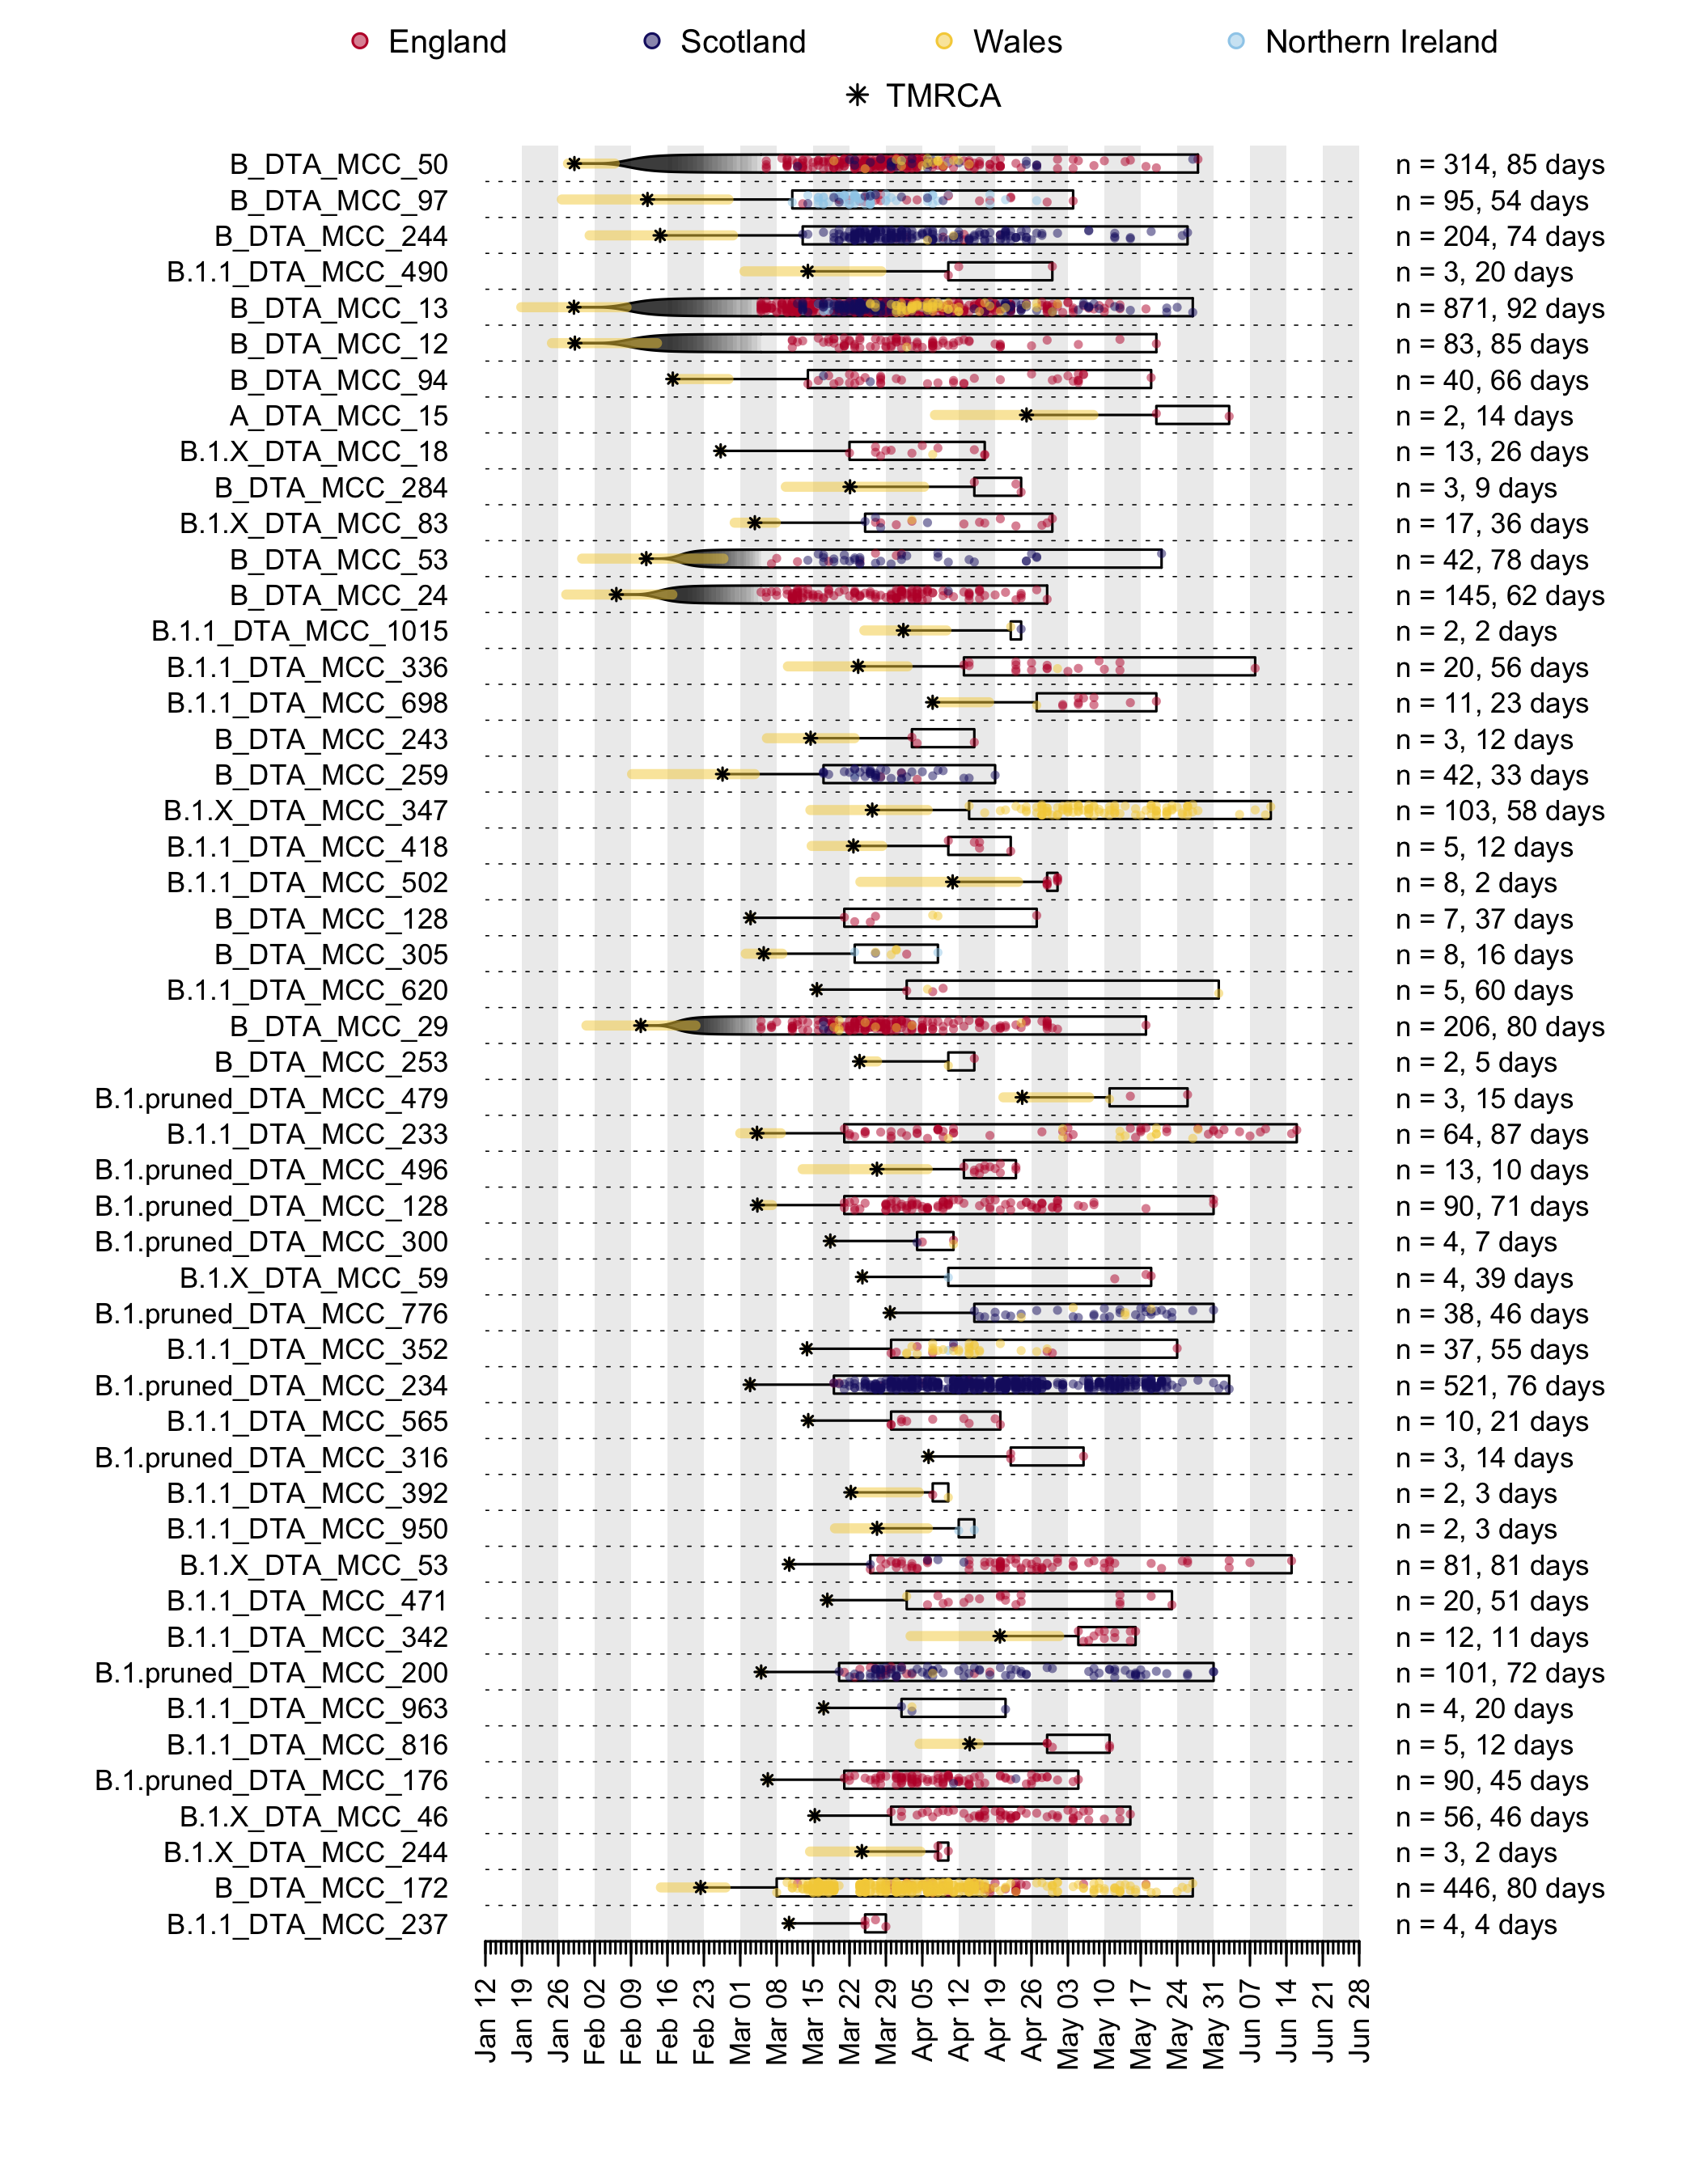 England Scotland Wales Northern Ireland
TMRCA
B_DTA_MCC_50 n = 314, 85 days
B_DTA_MCC_97 n = 95, 54 days
B_DTA_MCC_244 n = 204, 74 days
B.1.1_DTA_MCC_490 n = 3, 20 days
B_DTA_MCC_13 n = 871, 92 days
B_DTA_MCC_12 n = 83, 85 days
B_DTA_MCC_94 n = 40, 66 days
A_DTA_MCC_15 n = 2, 14 days
B.1.X_DTA_MCC_18 n = 13, 26 days
B_DTA_MCC_284 n = 3, 9 days
B.1.X_DTA_MCC_83 n = 17, 36 days
B_DTA_MCC_53 n = 42, 78 days
B_DTA_MCC_24 n = 145, 62 days
B.1.1_DTA_MCC_1015 n = 2, 2 days
B.1.1_DTA_MCC_336 n = 20, 56 days
B.1.1_DTA_MCC_698 n = 11, 23 days
B_DTA_MCC_243 n = 3, 12 days
B_DTA_MCC_259 n = 42, 33 days
B.1.X_DTA_MCC_347 n = 103, 58 days
B.1.1_DTA_MCC_418 n = 5, 12 days
B.1.1_DTA_MCC_502 n = 8, 2 days
B_DTA_MCC_128 n = 7, 37 days
B_DTA_MCC_305 n = 8, 16 days
B.1.1_DTA_MCC_620 n = 5, 60 days
B_DTA_MCC_29 n = 206, 80 days
B_DTA_MCC_253 n = 2, 5 days
B.1.pruned_DTA_MCC_479 n = 3, 15 days
B.1.1_DTA_MCC_233 n = 64, 87 days
B.1.pruned_DTA_MCC_496 n = 13, 10 days
B.1.pruned_DTA_MCC_128 n = 90, 71 days
B.1.pruned_DTA_MCC_300 n = 4, 7 days
B.1.X_DTA_MCC_59 n = 4, 39 days
B.1.pruned_DTA_MCC_776 n = 38, 46 days
B.1.1_DTA_MCC_352 n = 37, 55 days
B.1.pruned_DTA_MCC_234 n = 521, 76 days
B.1.1_DTA_MCC_565 n = 10, 21 days
B.1.pruned_DTA_MCC_316 n = 3, 14 days
B.1.1_DTA_MCC_392 n = 2, 3 days
B.1.1_DTA_MCC_950 n = 2, 3 days
B.1.X_DTA_MCC_53 n = 81, 81 days
B.1.1_DTA_MCC_471 n = 20, 51 days
B.1.1_DTA_MCC_342 n = 12, 11 days
B.1.pruned_DTA_MCC_200 n = 101, 72 days
B.1.1_DTA_MCC_963 n = 4, 20 days
B.1.1_DTA_MCC_816 n = 5, 12 days
B.1.pruned_DTA_MCC_176 n = 90, 45 days
B.1.X_DTA_MCC_46 n = 56, 46 days
B.1.X_DTA_MCC_244 n = 3, 2 days
B_DTA_MCC_172 n = 446, 80 days
B.1.1_DTA_MCC_237 n = 4, 4 days
Jan 12
Jan 19
Jan 26
Feb 02
Feb 09
Feb 16
Feb 23
Mar 01
Mar 08
Mar 15
Mar 22
Mar 29
Apr 05
Apr 12
Apr 19
Apr 26
May 03
May 10
May 17
May 24
May 31
Jun 07
Jun 14
Jun 21
Jun 28